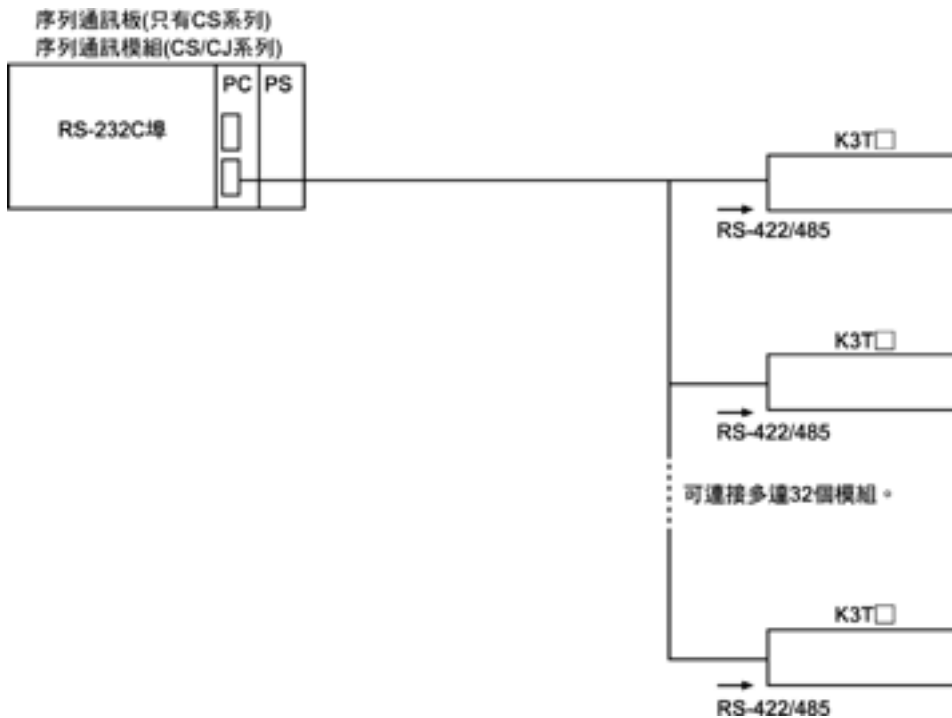 序列通訊板(只有CS系列)
序列通訊模組(CS/CJ系列)
PC
PS
RS-232C埠
K3T□
RS-422/485
K3T□
RS-422/485
可連接多達32個模組。
K3T□
RS-422/485